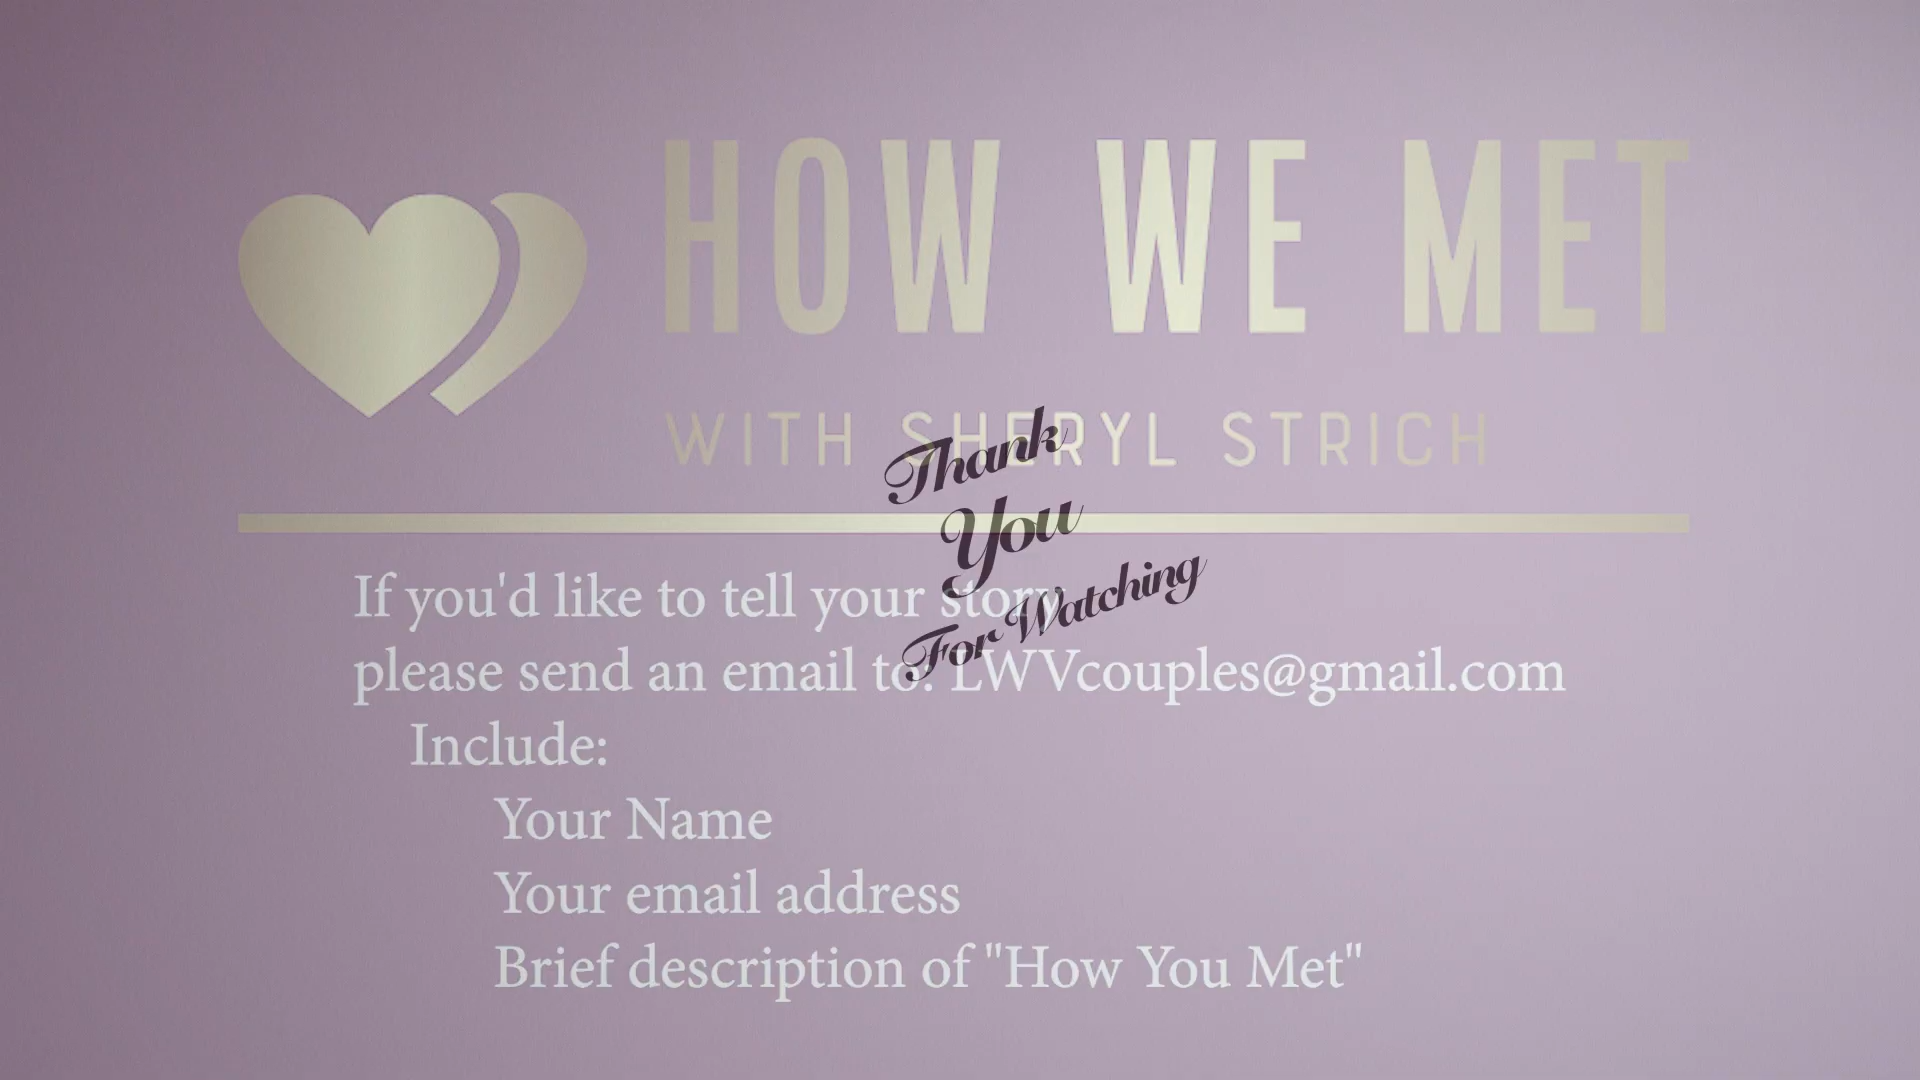 HOW WE MET
WITH SHERYL STRICH
Thank
You
For Watching
If you'd like to tell your story
please send an email to: LWVcouples@gmail.com
Include:
Your Name
Your email address
Brief description of "How You Met"